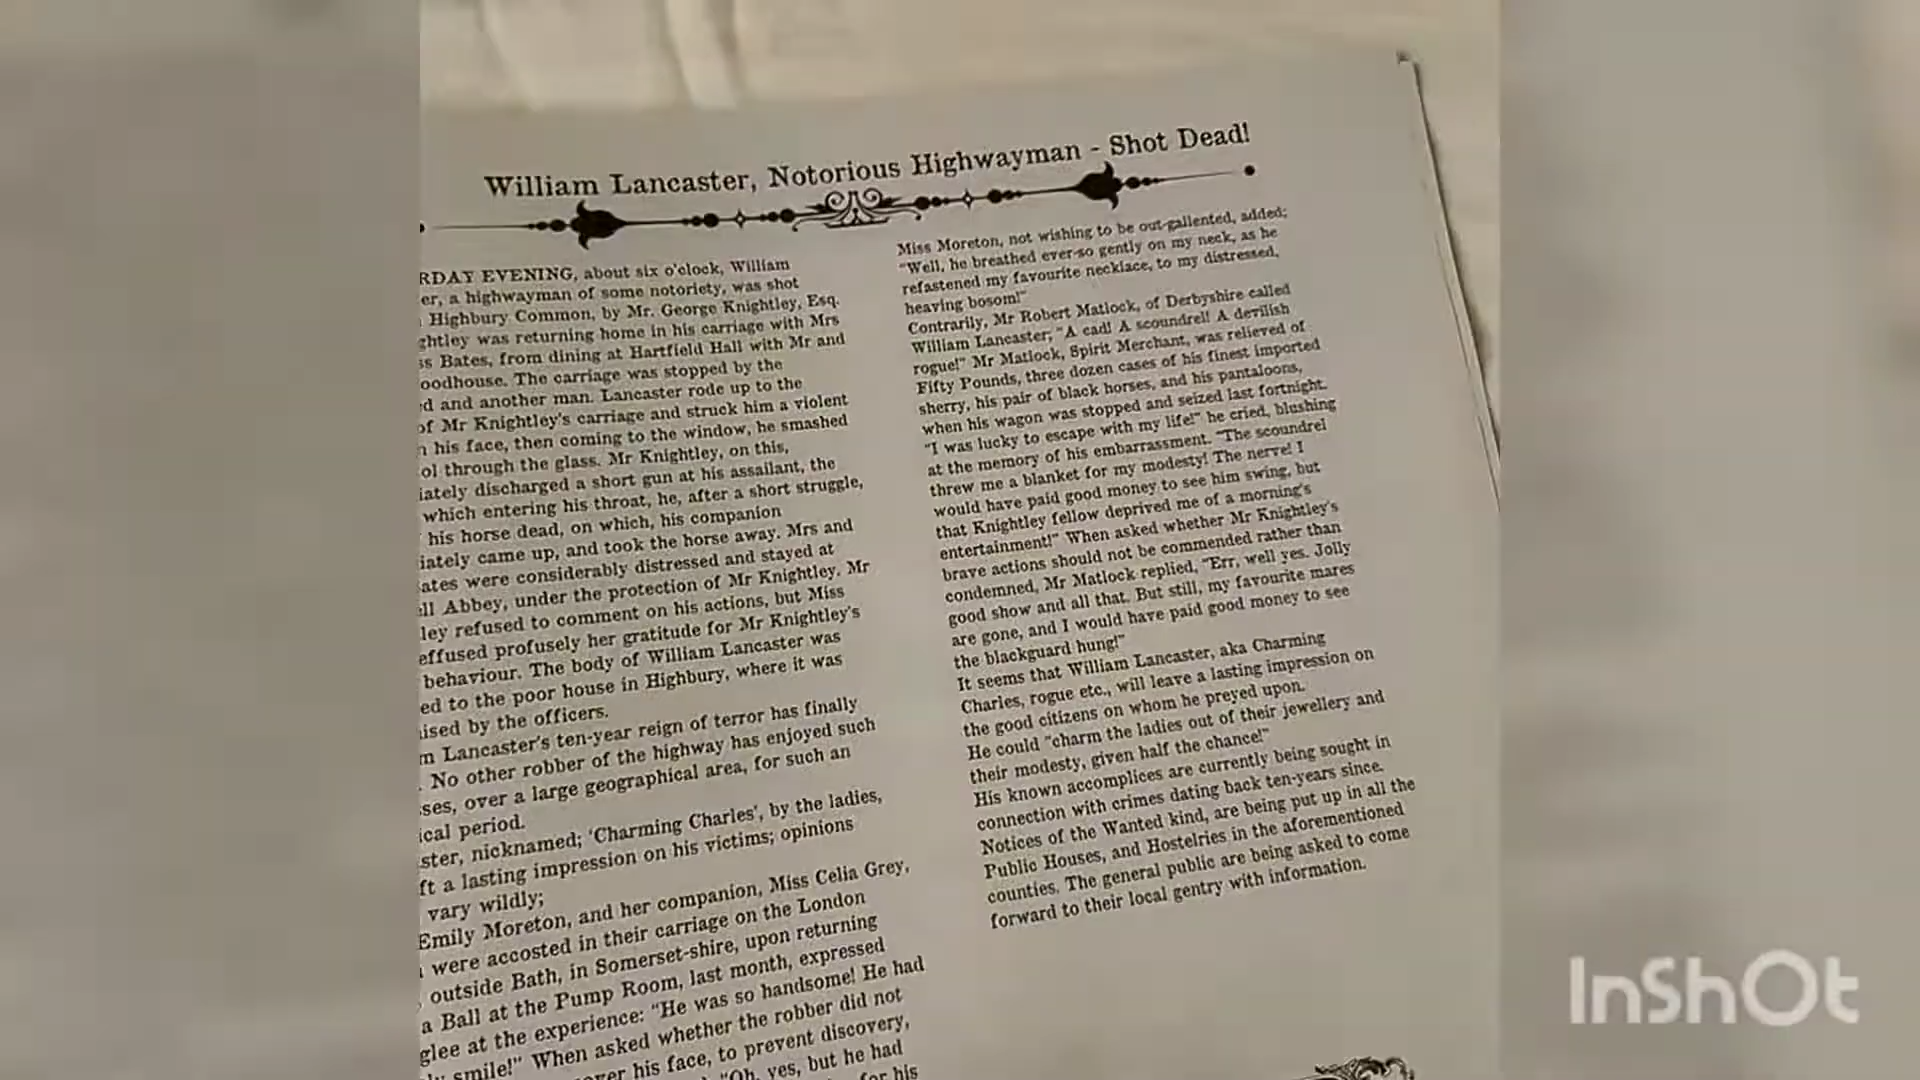 William Lancaster, Notorious Highwayman - Shot Dead!
RDAY EVENING, about six o'clock, William
er, a highwayman of some notoriety, was shot
Highbury Common, by Mr. George Knightley, Esq.
ghtley was returning home in his carriage with Mrs
ss Bates, from dining at Hartfield Hall with Mr and
oodhouse. The carriage was stopped by the
d and another man. Lancaster rode up to the
of Mr Knightley's carriage and struck him a violent
his face, then coming to the window, he smashed
ol through the glass. Mr Knightley, on this,
iately discharged a short gun at his assailant, the
which entering his throat, he, after a short struggle,
his horse dead, on which, his companion
iately came up, and took the horse away. Mrs and
ates were considerably distressed and stayed at
ll Abbey, under the protection of Mr Knightley. Mr
ley refused to comment on his actions, but Miss
effused profusely her gratitude for Mr Knightley's
behaviour. The body of William Lancaster was
ed to the poor house in Highbury, where it was
ised by the officers.
m Lancaster's ten-year reign of terror has finally
. No other robber of the highway has enjoyed such
ses, over a large geographical area, for such an
ical period.
ster, nicknamed; 'Charming Charles', by the ladies,
ft a lasting impression on his victims; opinions
vary wildly;
Emily Moreton, and her companion, Miss Celia Grey,
were accosted in their carriage on the London
outside Bath, in Somerset-shire, upon returning
a Ball at the Pump Room, last month, expressed
glee at the experience: "He was so handsome! He had
smile!" When asked whether the robber did not
over his face, to prevent discovery,
"Oh, yes, but he had
for his
Miss Moreton, not wishing to be out-gallented, added;
"Well, he breathed ever-so gently on my neck, as he
refastened my favourite necklace, to my distressed,
heaving bosom!"
Contrarily, Mr Robert Matlock, of Derbyshire called
William Lancaster; "A cad! A scoundrel! A devilish
rogue!" Mr Matlock, Spirit Merchant, was relieved of
Fifty Pounds, three dozen cases of his finest imported
sherry, his pair of black horses, and his pantaloons,
when his wagon was stopped and seized last fortnight.
"I was lucky to escape with my life!" he cried, blushing
at the memory of his embarrassment. "The scoundrel
threw me a blanket for my modesty! The nerve! I
would have paid good money to see him swing, but
that Knightley fellow deprived me of a morning's
entertainment!" When asked whether Mr Knightley's
brave actions should not be commended rather than
condemned, Mr Matlock replied, "Err, well yes. Jolly
good show and all that. But still, my favourite mares
are gone, and I would have paid good money to see
the blackguard hung!"
It seems that William Lancaster, aka Charming
Charles, rogue etc., will leave a lasting impression on
the good citizens on whom he preyed upon.
He could "charm the ladies out of their jewellery and
their modesty, given half the chance!"
His known accomplices are currently being sought in
connection with crimes dating back ten-years since.
Notices of the Wanted kind, are being put up in all the
Public Houses, and Hostelries in the aforementioned
counties. The general public are being asked to come
forward to their local gentry with information.
InShOt